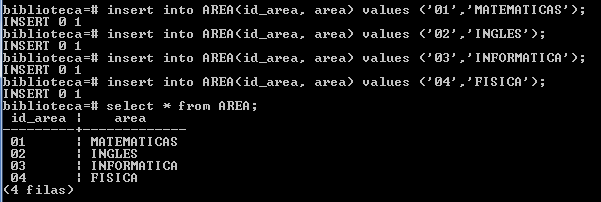 biblioteca=# insert into AREA(id_area, area) values ('01','MATEMATICAS');
INSERT 0 1
biblioteca=# insert into AREA(id_area, area) values ('02','INGLES');
INSERT 0 1
biblioteca=# insert into AREA(id_area, area) values ('03','INFORMATICA');
INSERT 0 1
biblioteca=# insert into AREA(id_area, area) values ('04','FISICA');
INSERT 0 1
biblioteca=# select * from AREA;
 id_area ¦    area
---------+-------------
 01      ¦ MATEMATICAS
 02      ¦ INGLES
 03      ¦ INFORMATICA
 04      ¦ FISICA
(4 filas)